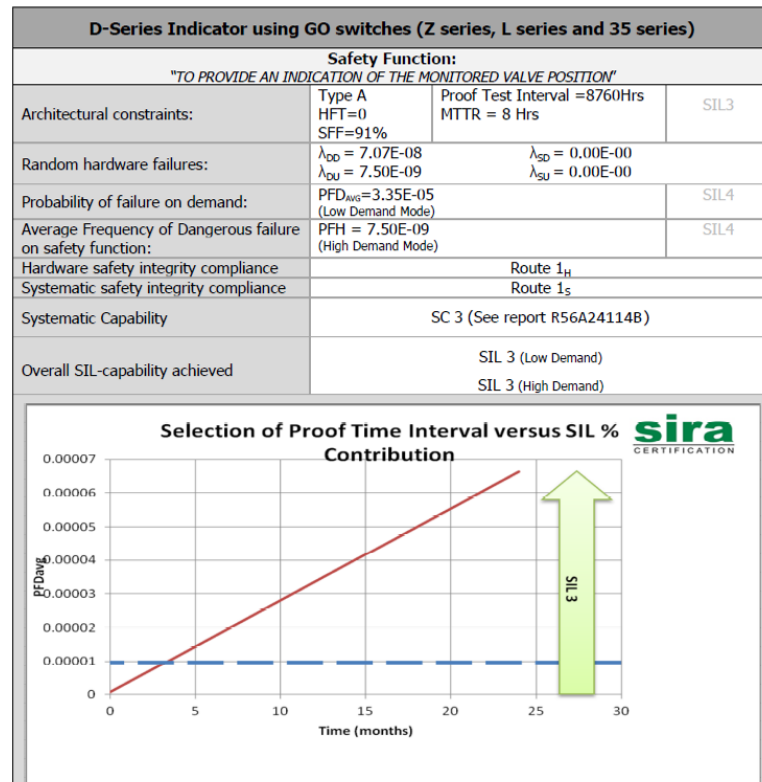 D-Series Indicator using GO switches (Z series, L series and 35 series)
Safety Function:
"TO PROVIDE AN INDICATION OF THE MONITORED VALVE POSITION"
Architectural constraints:
Type A
HFT=0
SFF=91%
Proof Test Interval =8760Hrs
MTTR = 8 Hrs
SIL3
Random hardware failures:
λDD = 7.07E-08 λSD = 0.00E-00
λDU = 7.50E-09 λSU = 0.00E-00
Probability of failure on demand:
PFDAVG=3.35E-05
(Low Demand Mode)
SIL4
Average Frequency of Dangerous failure
on safety function:
PFH = 7.50E-09
(High Demand Mode)
SIL4
Hardware safety integrity compliance
Route 1H
Systematic safety integrity compliance
Route 1S
Systematic Capability
SC 3 (See report R56A24114B)
Overall SIL-capability achieved
SIL 3 (Low Demand)
SIL 3 (High Demand)
Selection of Proof Time Interval versus SIL %
Contribution
sira
CERTIFICATION
0.00007
0.00006
0.00005
0.00004
0.00003
0.00002
0.00001
0
PFDavg
SIL 3
0 5 10 15 20 25 30
Time (months)